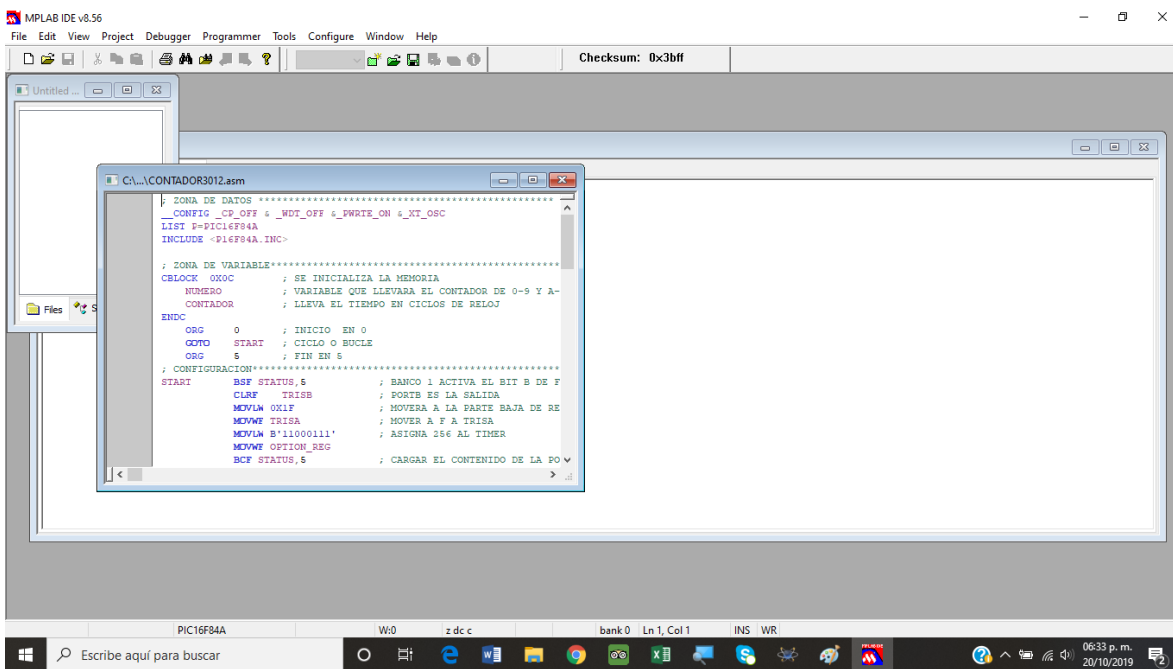 MPLAB IDE v8.56
File Edit View Project Debugger Programmer Tools Configure Window Help
Checksum: 0x3bff
Untitled ...
C:\...\CONTADOR3012.asm
; ZONA DE DATOS *************************************************
__CONFIG _CP_OFF & _WDT_OFF &_PWRTE_ON &_XT_OSC
LIST P=PIC16F84A
INCLUDE <P16F84A.INC>
; ZONA DE VARIABLE************************************************
CBLOCK 0X0C ; SE INICIALIZA LA MEMORIA
NUMERO ; VARIABLE QUE LLEVARA EL CONTADOR DE 0-9 Y A-
CONTADOR ; LLEVA EL TIEMPO EN CICLOS DE RELOJ
ENDC
ORG 0 ; INICIO EN 0
GOTO START ; CICLO O BUCLE
ORG 5 ; FIN EN 5
; CONFIGURACION***************************************************
START BSF STATUS,5 ; BANCO 1 ACTIVA EL BIT B DE F
CLRF TRISB ; PORTB ES LA SALIDA
MOVLW 0X1F ; MOVERA A LA PARTE BAJA DE RE
MOVWF TRISA ; MOVER A F A TRISA
MOVLW B'11000111' ; ASIGNA 256 AL TIMER
MOVWF OPTION_REG
BCF STATUS,5 ; CARGAR EL CONTENIDO DE LA PO
Files S
PIC16F84A W:0 z dc c bank 0 Ln 1, Col 1 INS WR
Escribe aquí para buscar
06:33 p. m.
20/10/2019